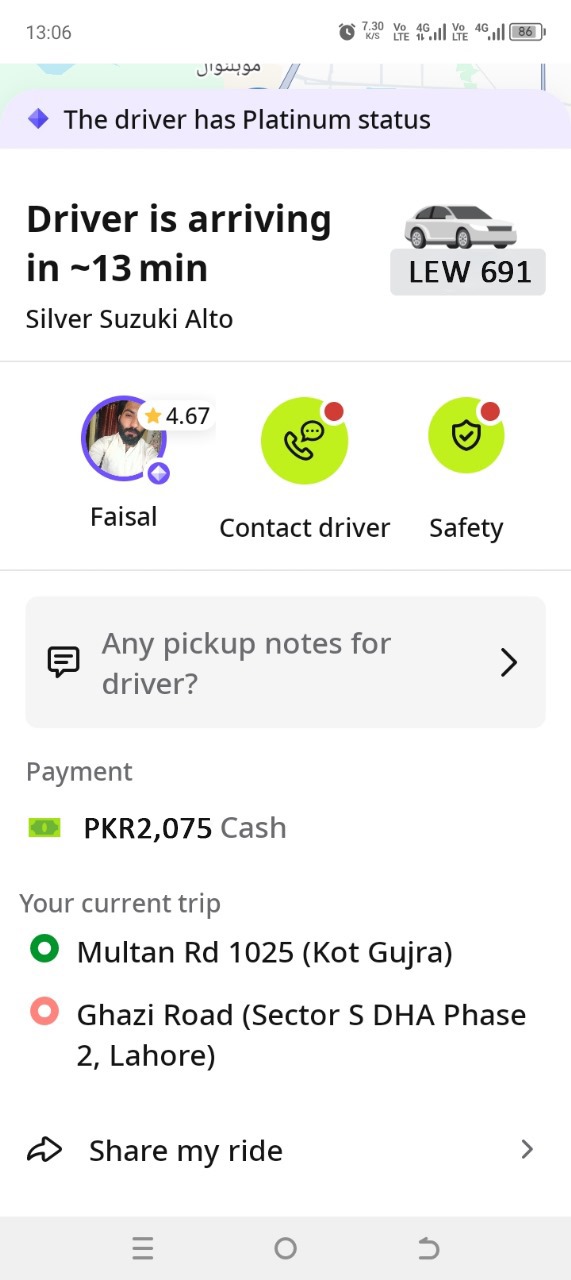 13:06
7.30
K/S
Vo
LTE
4G
Vo
LTE
4G
86
موہلنوال
The driver has Platinum status
Driver is arriving
in ~13 min
LEW 691
Silver Suzuki Alto
4.67
Faisal
Contact driver
Safety
Any pickup notes for
driver?
Payment
PKR2,075 Cash
Your current trip
Multan Rd 1025 (Kot Gujra)
Ghazi Road (Sector S DHA Phase
2, Lahore)
Share my ride